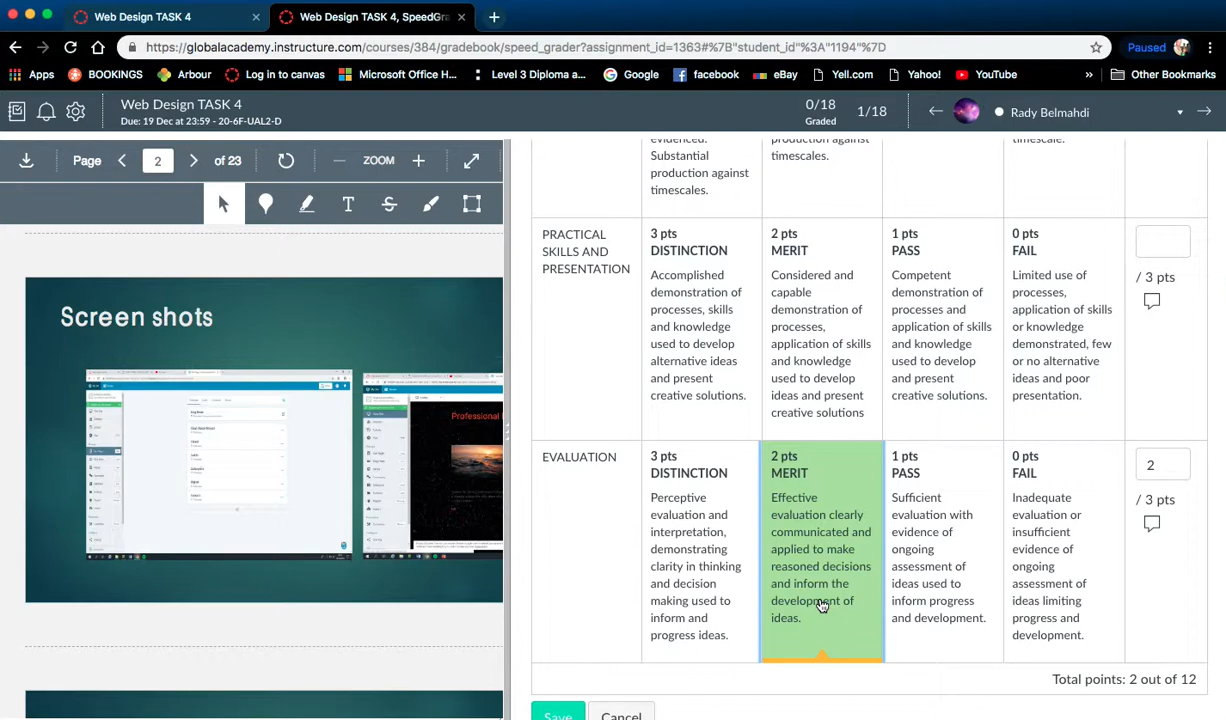 Web Design TASK 4
Web Design TASK 4, SpeedGra
https://globalacademy.instructure.com/courses/384/gradebook/speed_grader?assignment_id=1363#%7B"student_id"%3A"1194"%7D
Paused
Apps
BOOKINGS
Arbour
Log in to canvas
Microsoft Office H...
Level 3 Diploma a...
Google
facebook
eBay
Yell.com
Yahoo!
YouTube
»
Other Bookmarks
Web Design TASK 4
Due: 19 Dec at 23:59 - 20-6F-UAL2-D
0/18
Graded
1/18
Rady Belmahdi
Page
2
of 23
ZOOM
T
S
Screen shots
Professional
evidenced.
Substantial
production against
timescales.
production against
timescales.
timescale.
PRACTICAL
SKILLS AND
PRESENTATION
3 pts
DISTINCTION
Accomplished
demonstration of
processes, skills
and knowledge
used to develop
alternative ideas
and present
creative solutions.
2 pts
MERIT
Considered and
capable
demonstration of
processes,
application of skills
and knowledge
used to develop
ideas and present
creative solutions
1 pts
PASS
Competent
demonstration of
processes and
application of skills
and knowledge
used to develop
and present
creative solutions.
0 pts
FAIL
Limited use of
processes,
application of skills
or knowledge
demonstrated, few
or no alternative
ideas and poor
presentation.
/ 3 pts
EVALUATION
3 pts
DISTINCTION
Perceptive
evaluation and
interpretation,
demonstrating
clarity in thinking
and decision
making used to
inform and
progress ideas.
2 pts
MERIT
Effective
evaluation clearly
communicated and
applied to make
reasoned decisions
and inform the
development of
ideas.
1 pts
PASS
Sufficient
evaluation with
evidence of
ongoing
assessment of
ideas used to
inform progress
and development.
0 pts
FAIL
Inadequate
evaluation or
insufficient
evidence of
ongoing
assessment of
ideas limiting
progress and
development.
2
/ 3 pts
Total points: 2 out of 12
Save
Cancel